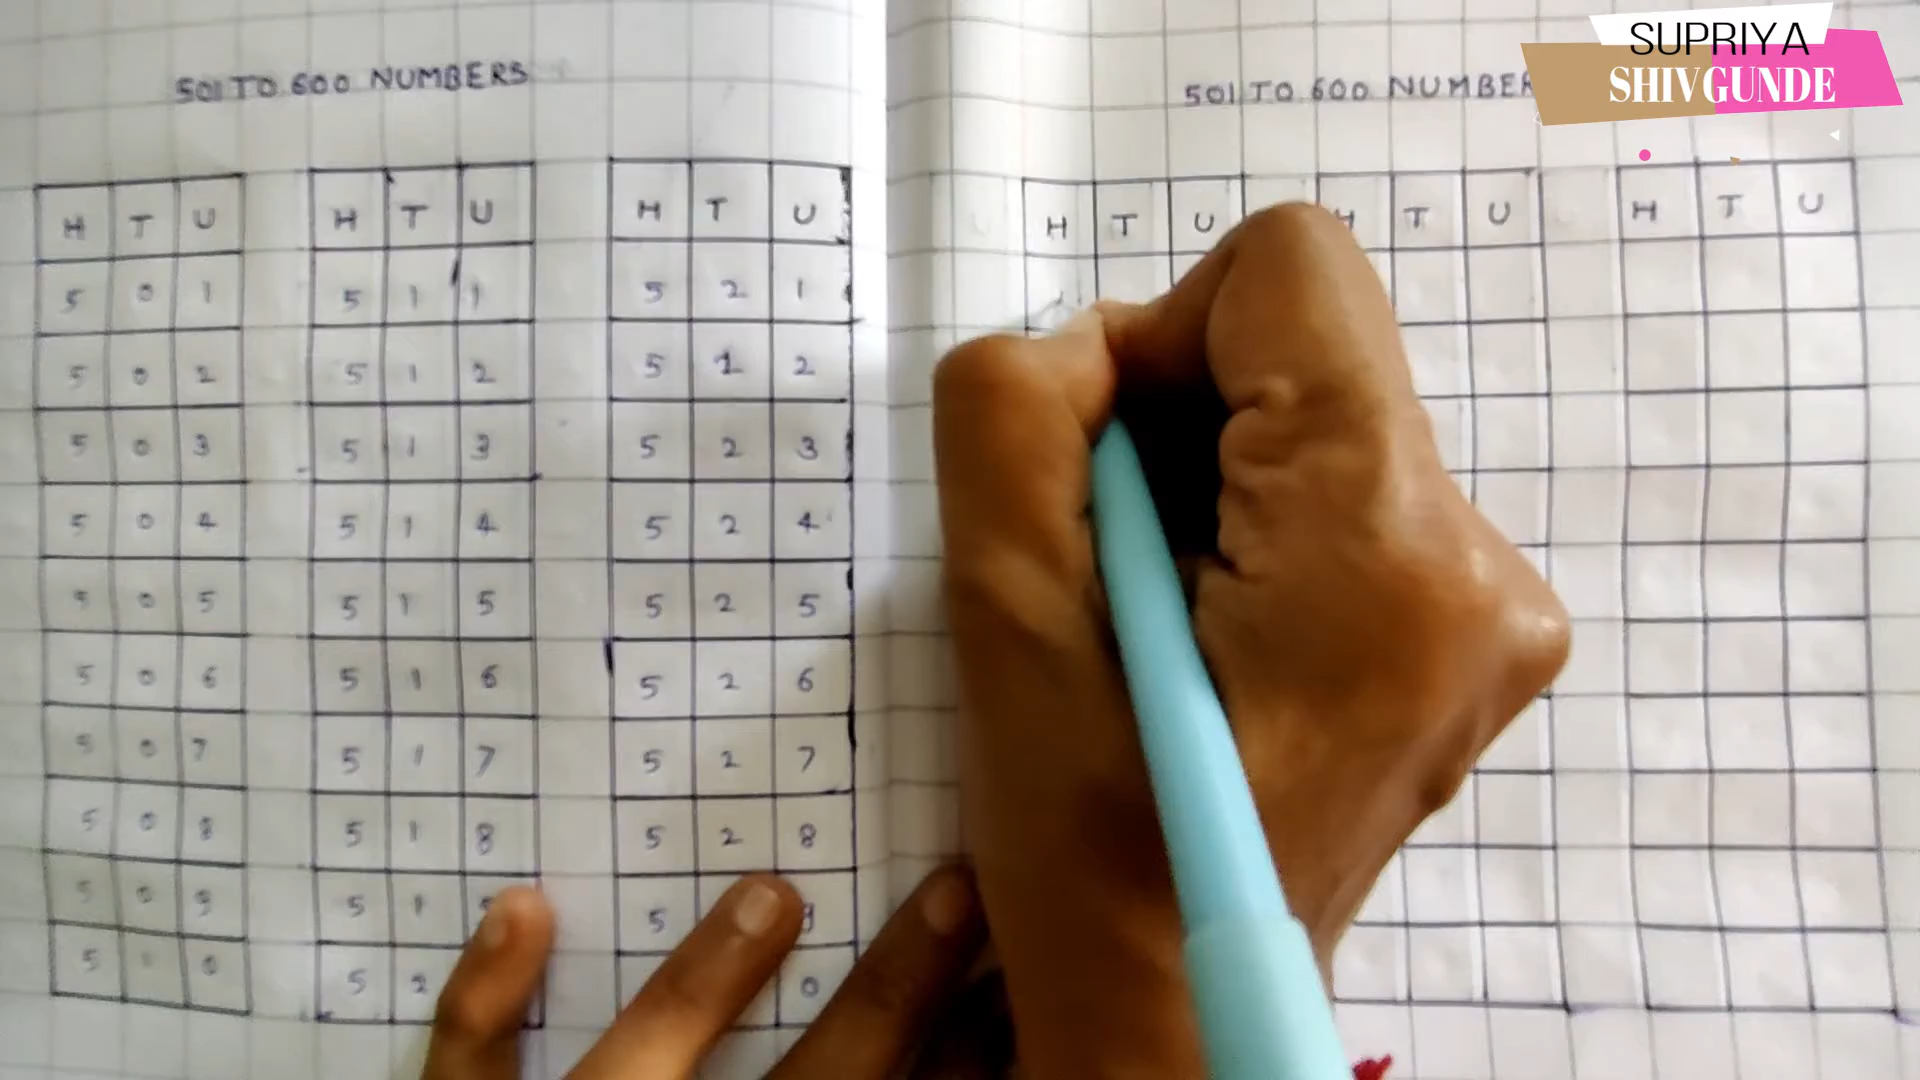 SUPRIYA
SHIVGUNDE
501 TO 600 NUMBERS
H T U H T U H T U
5 0 1 5 1 1 5 2 1
5 0 2 5 1 2 5 1 2
5 0 3 5 1 3 5 2 3
5 0 4 5 1 4 5 2 4
5 0 5 5 1 5 5 2 5
5 0 6 5 1 6 5 2 6
5 0 7 5 1 7 5 2 7
5 0 8 5 1 8 5 2 8
5 0 9 5 1 5 9
5 1 0 5 2 0
501 TO 600 NUMBER
H T U H T U H T U